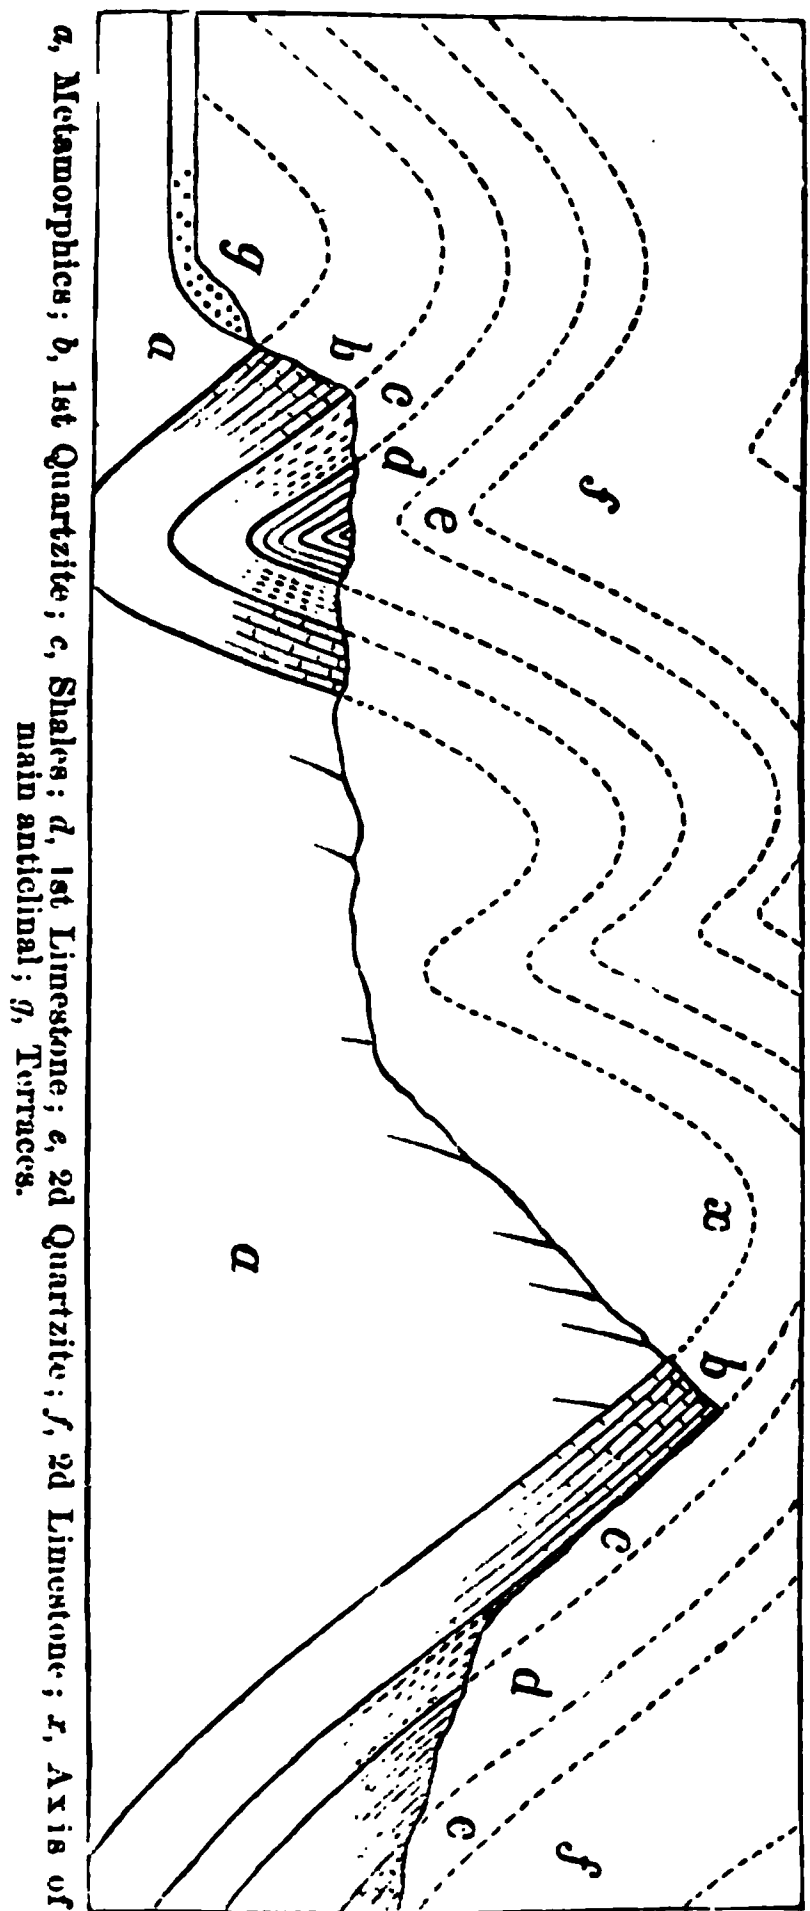 x b
f c
f
d
e
e
b c d
g
a
a
a, Metamorphics; b, 1st Quartzite; c, Shales; d, 1st Limestone; e, 2d Quartzite; f, 2d Limestone; x, Axis of
main anticlinal; g, Terraces.